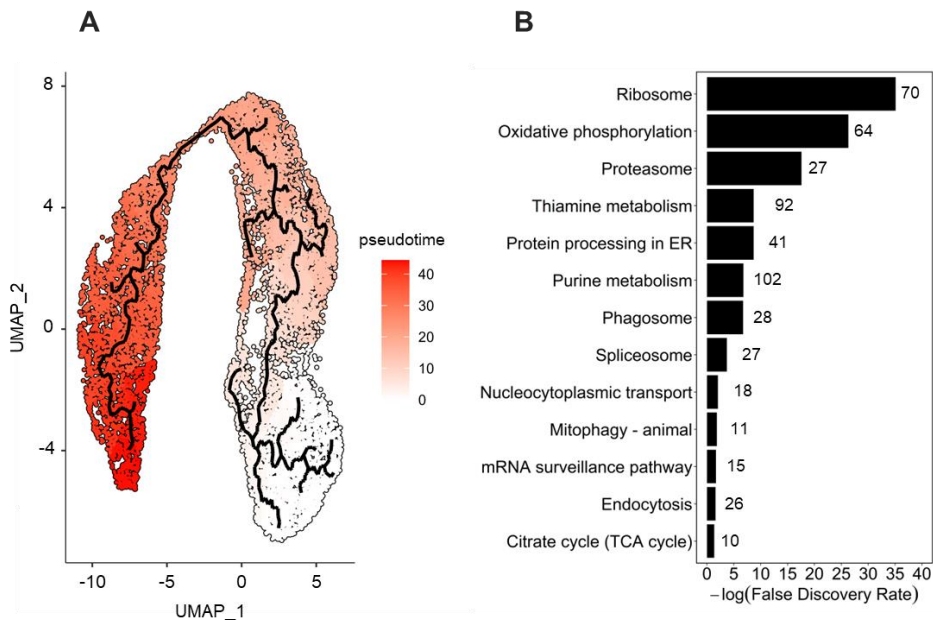 A
8
4
0
-4
UMAP_2
-10
-5
0
5
UMAP_1
pseudotime
40
30
20
10
0
B
Ribosome 70
Oxidative phosphorylation 64
Proteasome 27
Thiamine metabolism 92
Protein processing in ER 41
Purine metabolism 102
Phagosome 28
Spliceosome 27
Nucleocytoplasmic transport 18
Mitophagy - animal 11
mRNA surveillance pathway 15
Endocytosis 26
Citrate cycle (TCA cycle) 10
0 5 10 15 20 25 30 35 40
−log(False Discovery Rate)